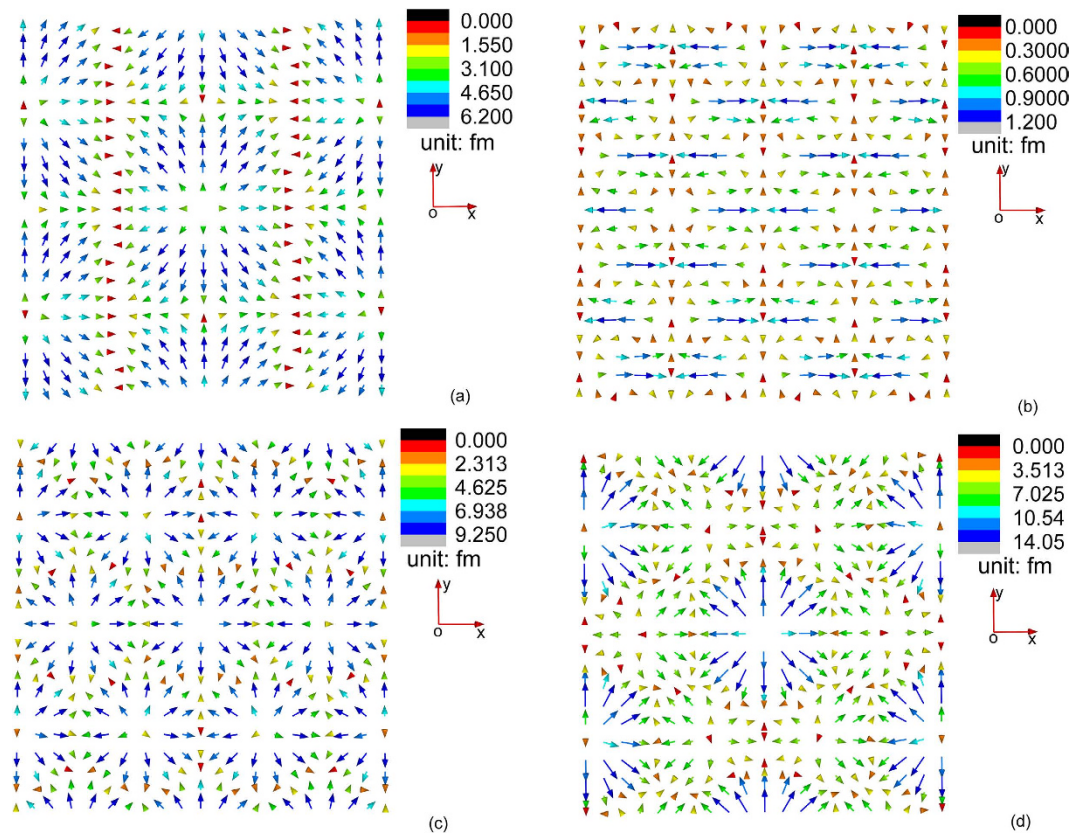 0.000
1.550
3.100
4.650
6.200
unit: fm
y
o x
(a)
0.000
0.3000
0.6000
0.9000
1.200
unit: fm
y
o x
(b)
0.000
2.313
4.625
6.938
9.250
unit: fm
y
o x
(c)
0.000
3.513
7.025
10.54
14.05
unit: fm
y
o x
(d)